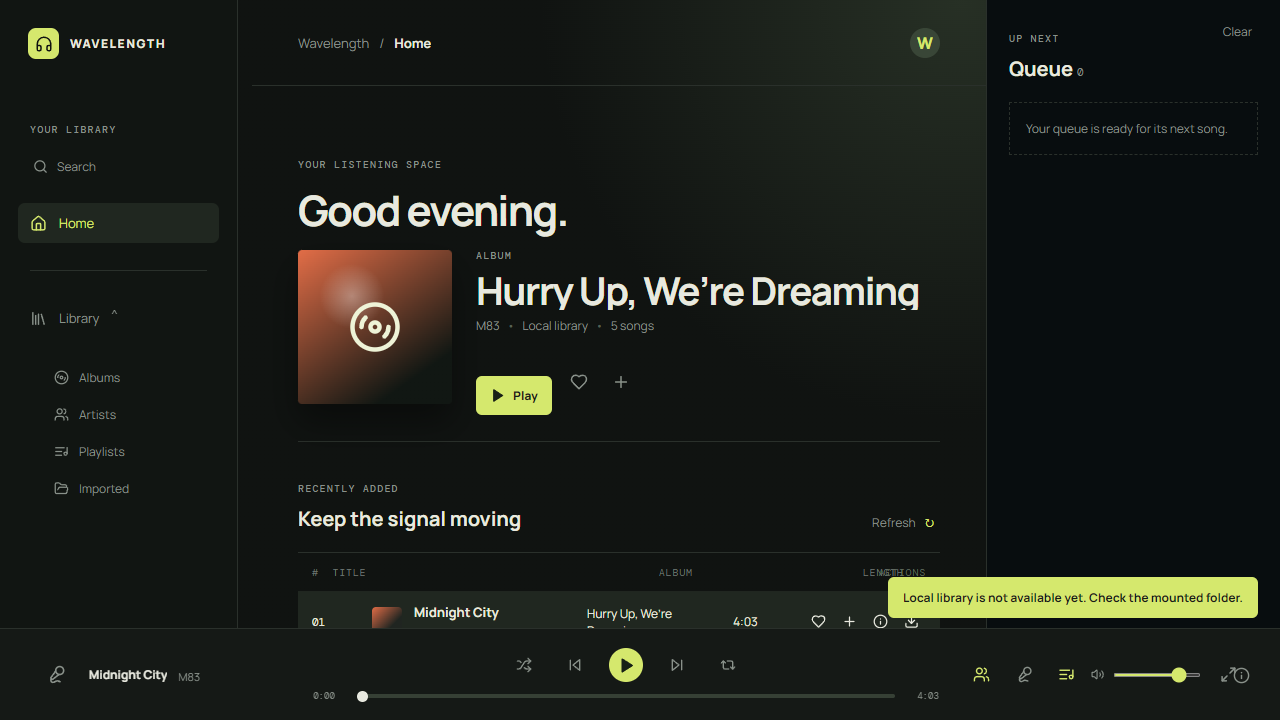 WAVELENGTH
YOUR LIBRARY
Search
Home
Library ^
Albums
Artists
Playlists
Imported
Wavelength / Home
W
YOUR LISTENING SPACE
Good evening.
ALBUM
Hurry Up, We’re Dreaming
M83 • Local library • 5 songs
Play
RECENTLY ADDED
Keep the signal moving
Refresh ↻
# TITLE ALBUM LENGTH ACTIONS
01 Midnight City Hurry Up, We're 4:03
UP NEXT
Clear
Queue 0
Your queue is ready for its next song.
Local library is not available yet. Check the mounted folder.
Midnight City M83
0:00 4:03